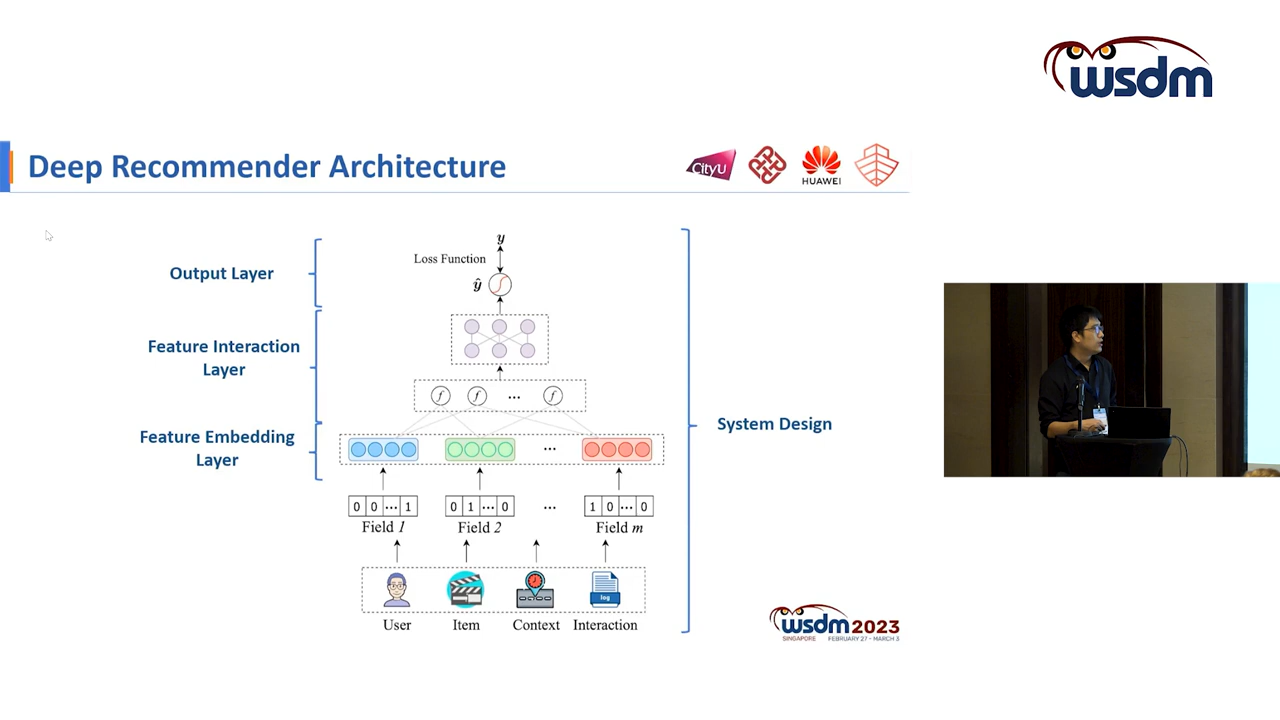 wsdm
Deep Recommender Architecture
CityU
HUAWEI
y
Loss Function
Output Layer
ŷ
Feature Interaction
Layer
f f ... f
Feature Embedding
Layer
...
System Design
0 0 ... 1
0 1 ... 0
...
1 0 ... 0
Field 1
Field 2
Field m
log
User
Item
Context
Interaction
wsdm2023
SINGAPORE FEBRUARY 27 - MARCH 3